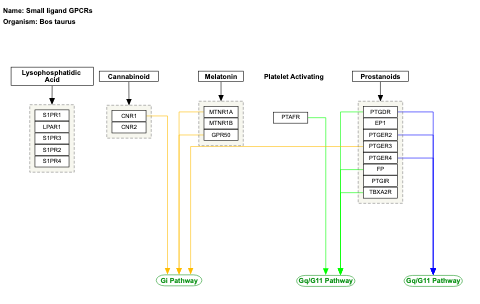 Name: Small ligand GPCRs
Organism: Bos taurus
Lysophosphatidic
Acid
Cannabinoid
Melatonin
Platelet Activating
Prostanoids
S1PR1
LPAR1
S1PR3
S1PR2
S1PR4
CNR1
CNR2
MTNR1A
MTNR1B
GPR50
PTAFR
PTGDR
EP1
PTGER2
PTGER3
PTGER4
FP
PTGIR
TBXA2R
Gi Pathway
Gq/G11 Pathway
Gq/G11 Pathway